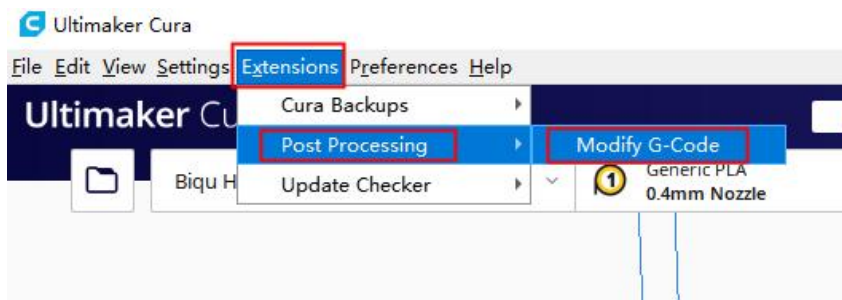 Ultimaker Cura
File Edit View Settings Extensions Preferences Help
Ultimaker Cu
Cura Backups
Post Processing
Modify G-Code
Biqu H
Update Checker
1
Generic PLA
0.4mm Nozzle